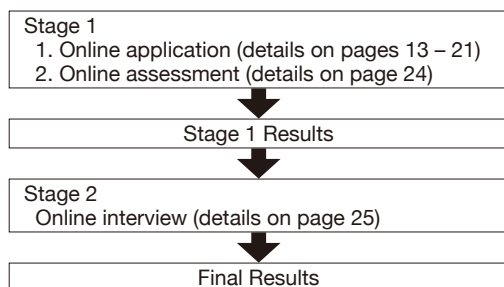 Stage 1
1. Online application (details on pages 13 – 21)
2. Online assessment (details on page 24)
Stage 1 Results
Stage 2
Online interview (details on page 25)
Final Results